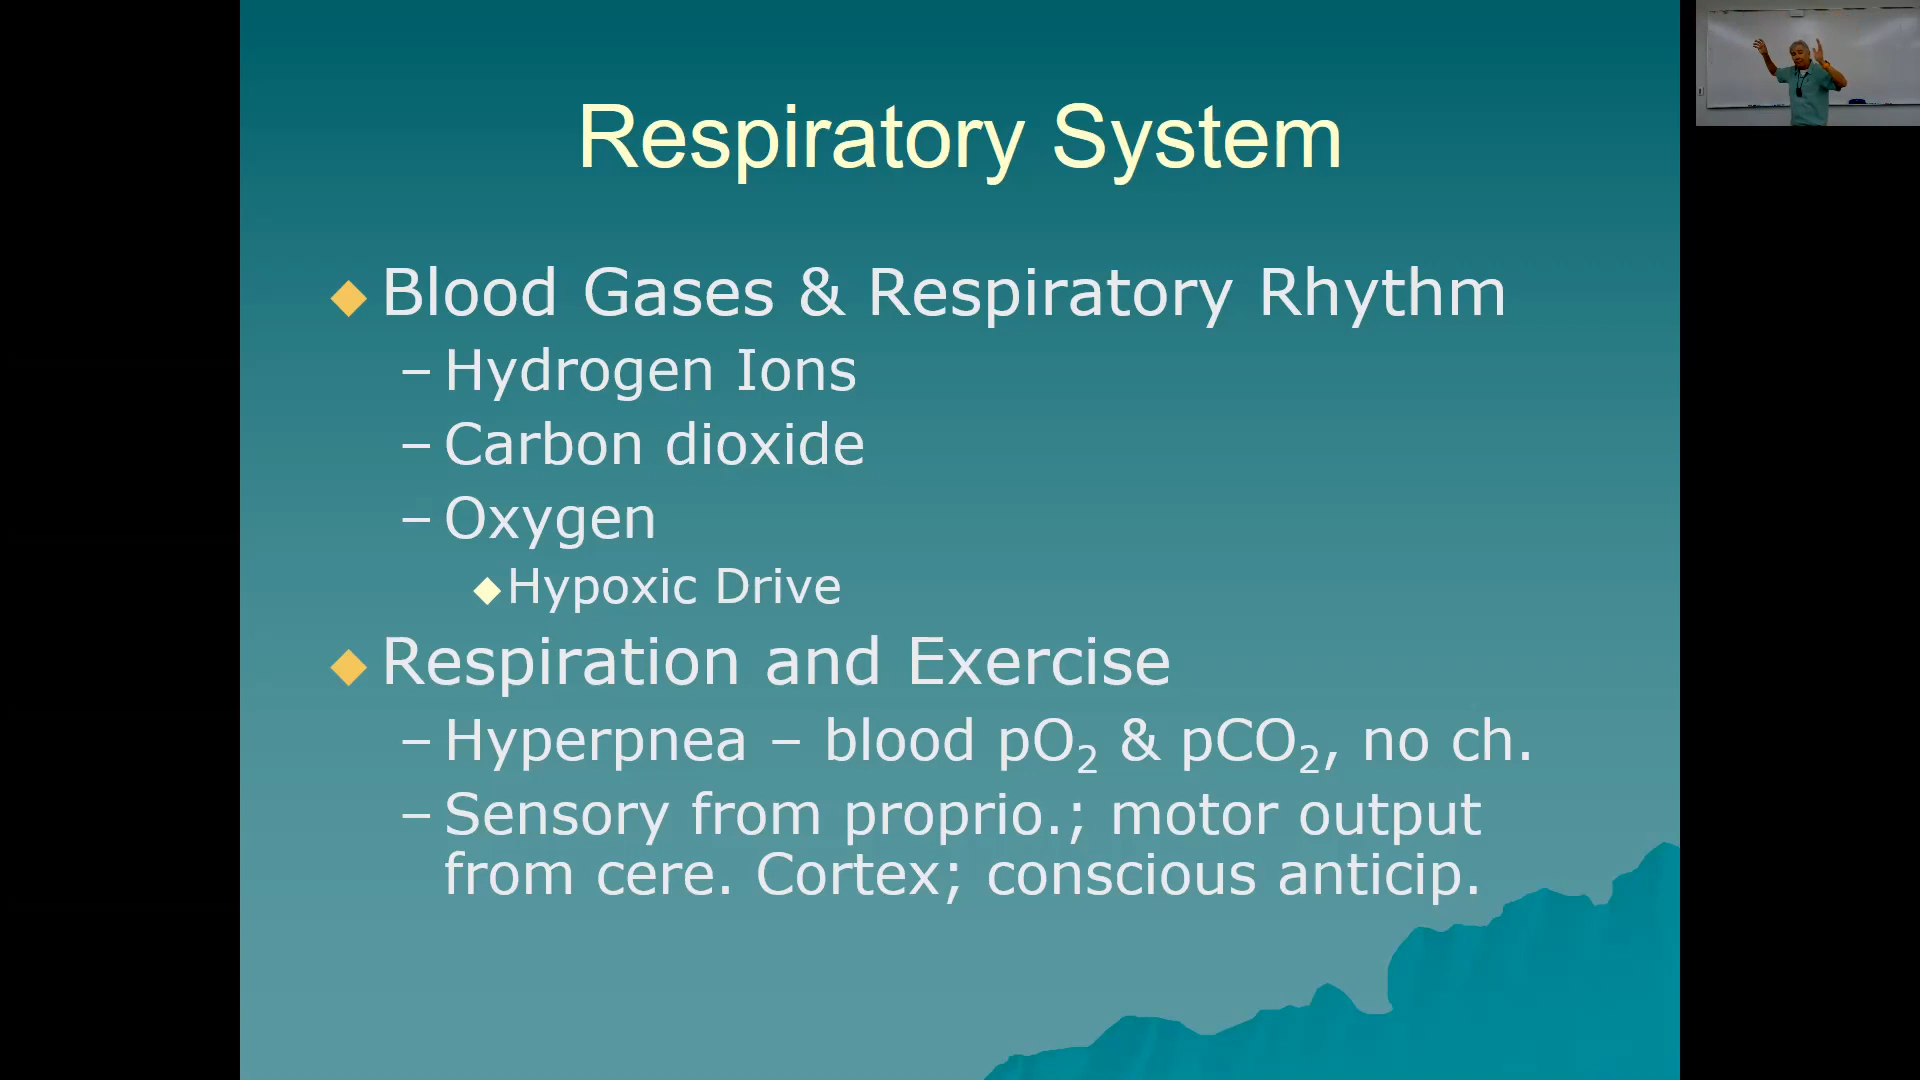 Respiratory System
◆ Blood Gases & Respiratory Rhythm
– Hydrogen Ions
– Carbon dioxide
– Oxygen
◆ Hypoxic Drive
◆ Respiration and Exercise
– Hyperpnea – blood pO₂ & pCO₂, no ch.
– Sensory from proprio.; motor output
from cere. Cortex; conscious anticip.